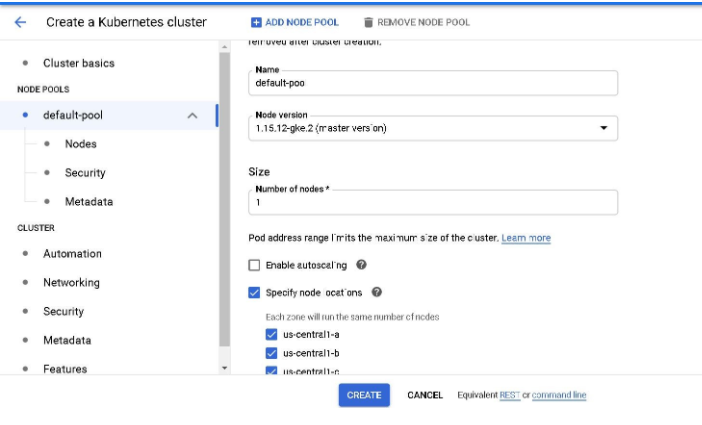 Create a Kubernetes cluster
ADD NODE POOL
REMOVE NODE POOL
Cluster basics
NODE POOLS
default-pool
Nodes
Security
Metadata
CLUSTER
Automation
Networking
Security
Metadata
Features
removed after cluster creation.
Name
default-poo
Node version
1.15.12-gke.2 (master version)
Size
Number of nodes *
1
Pod address range limits the maximum size of the cluster. Learn more
Enable autoscaling
Specify node locations
Each zone will run the same number of nodes
us-central1-a
us-central1-b
us-central1-c
CREATE
CANCEL
Equivalent REST or command line